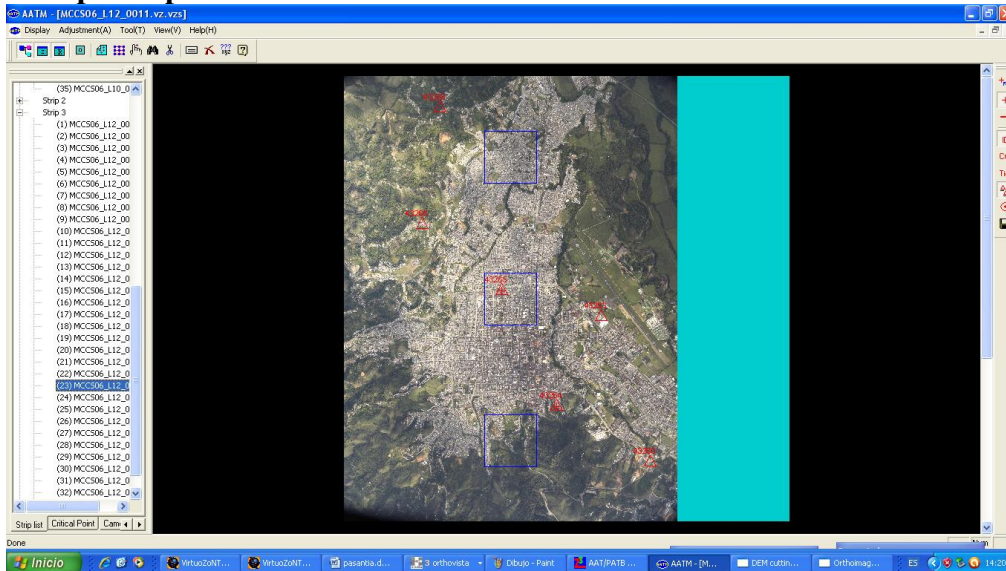 AATM - [MCCS06_L12_0011.vz.vzs]
Display Adjustment(A) Tool(T) View(V) Help(H)
(35) MCCS06_L10_0
Strip 2
Strip 3
(1) MCCS06_L12_00
(2) MCCS06_L12_00
(3) MCCS06_L12_00
(4) MCCS06_L12_00
(5) MCCS06_L12_00
(6) MCCS06_L12_00
(7) MCCS06_L12_00
(8) MCCS06_L12_00
(9) MCCS06_L12_00
(10) MCCS06_L12_0
(11) MCCS06_L12_0
(12) MCCS06_L12_0
(13) MCCS06_L12_0
(14) MCCS06_L12_0
(15) MCCS06_L12_0
(16) MCCS06_L12_0
(17) MCCS06_L12_0
(18) MCCS06_L12_0
(19) MCCS06_L12_0
(20) MCCS06_L12_0
(21) MCCS06_L12_0
(22) MCCS06_L12_0
(23) MCCS06_L12_0
(24) MCCS06_L12_0
(25) MCCS06_L12_0
(26) MCCS06_L12_0
(27) MCCS06_L12_0
(28) MCCS06_L12_0
(29) MCCS06_L12_0
(30) MCCS06_L12_0
(31) MCCS06_L12_0
(32) MCCS06_L12_0
43265
43264
Strip list Critical Point Cam
Done
Num
Inicio VirtuoZoNT... VirtuoZoNT... pasantia.d... 3 orthovista Dibujo - Paint AAT/PATB ... AATM - [M... DEM cuttin... Orthoimag... ES